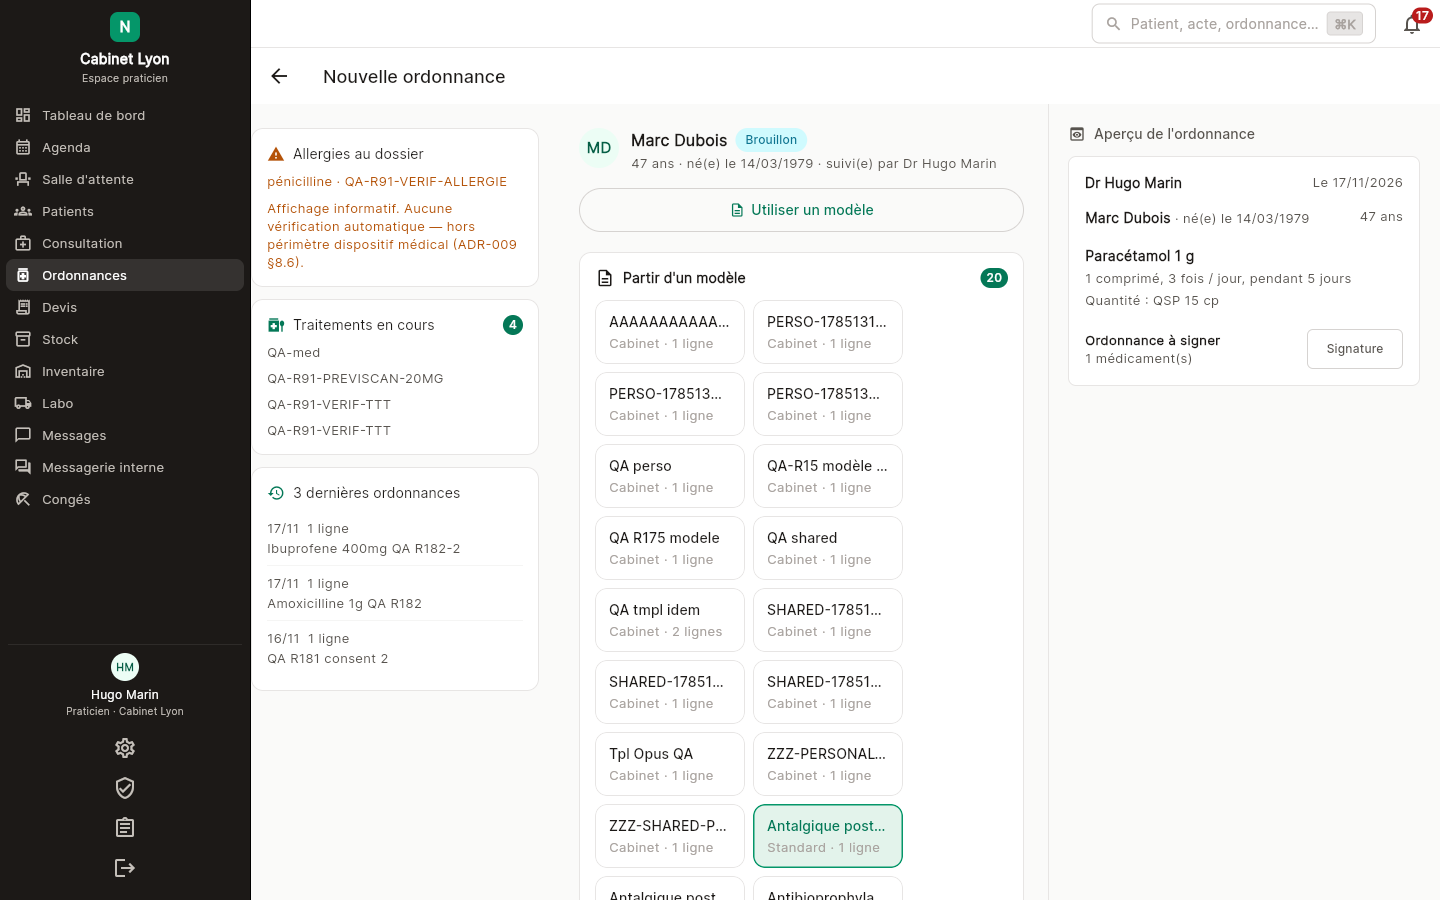 N
Cabinet Lyon
Espace praticien
Tableau de bord
Agenda
Salle d'attente
Patients
Consultation
Ordonnances
Devis
Stock
Inventaire
Labo
Messages
Messagerie interne
Congés
HM
Hugo Marin
Praticien · Cabinet Lyon
Patient, acte, ordonnance... ⌘K
17
Nouvelle ordonnance
Allergies au dossier
pénicilline · QA-R91-VERIF-ALLERGIE
Affichage informatif. Aucune
vérification automatique — hors
périmètre dispositif médical (ADR-009
§8.6).
Traitements en cours 4
QA-med
QA-R91-PREVISCAN-20MG
QA-R91-VERIF-TTT
QA-R91-VERIF-TTT
3 dernières ordonnances
17/11 1 ligne
Ibuprofene 400mg QA R182-2
17/11 1 ligne
Amoxicilline 1g QA R182
16/11 1 ligne
QA R181 consent 2
MD
Marc Dubois Brouillon
47 ans · né(e) le 14/03/1979 · suivi(e) par Dr Hugo Marin
Utiliser un modèle
Partir d'un modèle 20
AAAAAAAAAAA...
Cabinet · 1 ligne
PERSO-1785131...
Cabinet · 1 ligne
PERSO-178513...
Cabinet · 1 ligne
PERSO-178513...
Cabinet · 1 ligne
QA perso
Cabinet · 1 ligne
QA-R15 modèle ...
Cabinet · 1 ligne
QA R175 modele
Cabinet · 1 ligne
QA shared
Cabinet · 1 ligne
QA tmpl idem
Cabinet · 2 lignes
SHARED-17851...
Cabinet · 1 ligne
SHARED-17851...
Cabinet · 1 ligne
SHARED-17851...
Cabinet · 1 ligne
Tpl Opus QA
Cabinet · 1 ligne
ZZZ-PERSONAL...
Cabinet · 1 ligne
ZZZ-SHARED-P...
Cabinet · 1 ligne
Antalgique post...
Standard · 1 ligne
Antalgique post...
Antibioprophyla...
Aperçu de l'ordonnance
Dr Hugo Marin Le 17/11/2026
Marc Dubois · né(e) le 14/03/1979 47 ans
Paracétamol 1 g
1 comprimé, 3 fois / jour, pendant 5 jours
Quantité : QSP 15 cp
Ordonnance à signer
1 médicament(s)
Signature